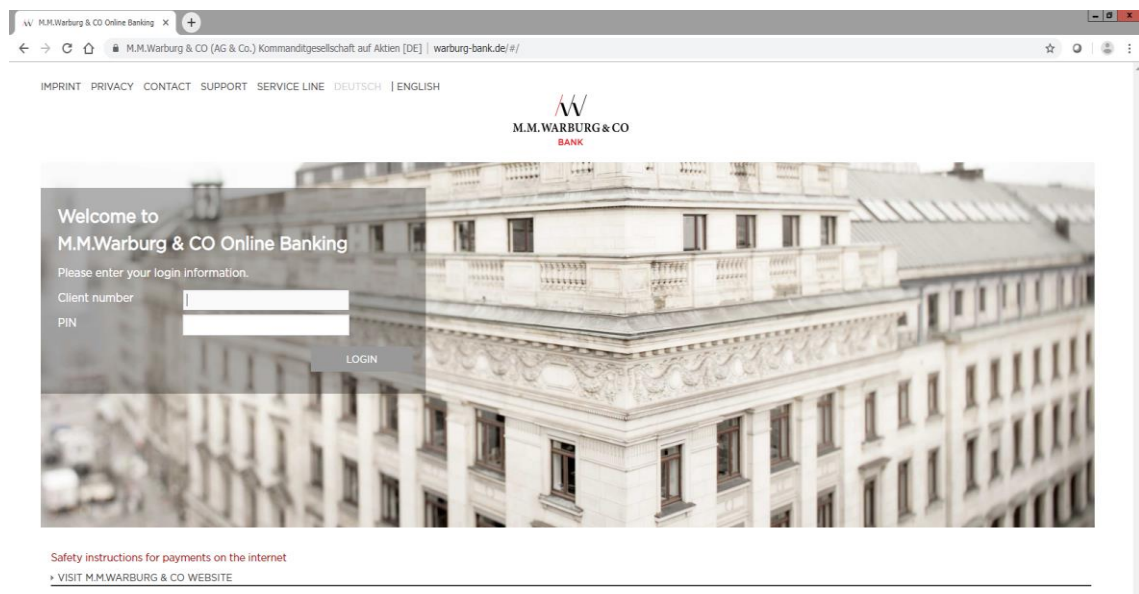 M.M.Warburg & CO Online Banking
M.M.Warburg & CO (AG & Co.) Kommanditgesellschaft auf Aktien [DE] | warburg-bank.de/#/
IMPRINT PRIVACY CONTACT SUPPORT SERVICE LINE DEUTSCH | ENGLISH
M.M.WARBURG & CO
BANK
Welcome to
M.M.Warburg & CO Online Banking
Please enter your login information.
Client number
PIN
LOGIN
Safety instructions for payments on the internet
VISIT M.M.WARBURG & CO WEBSITE